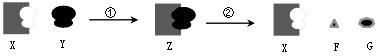 ① ②
X Y Z X F G